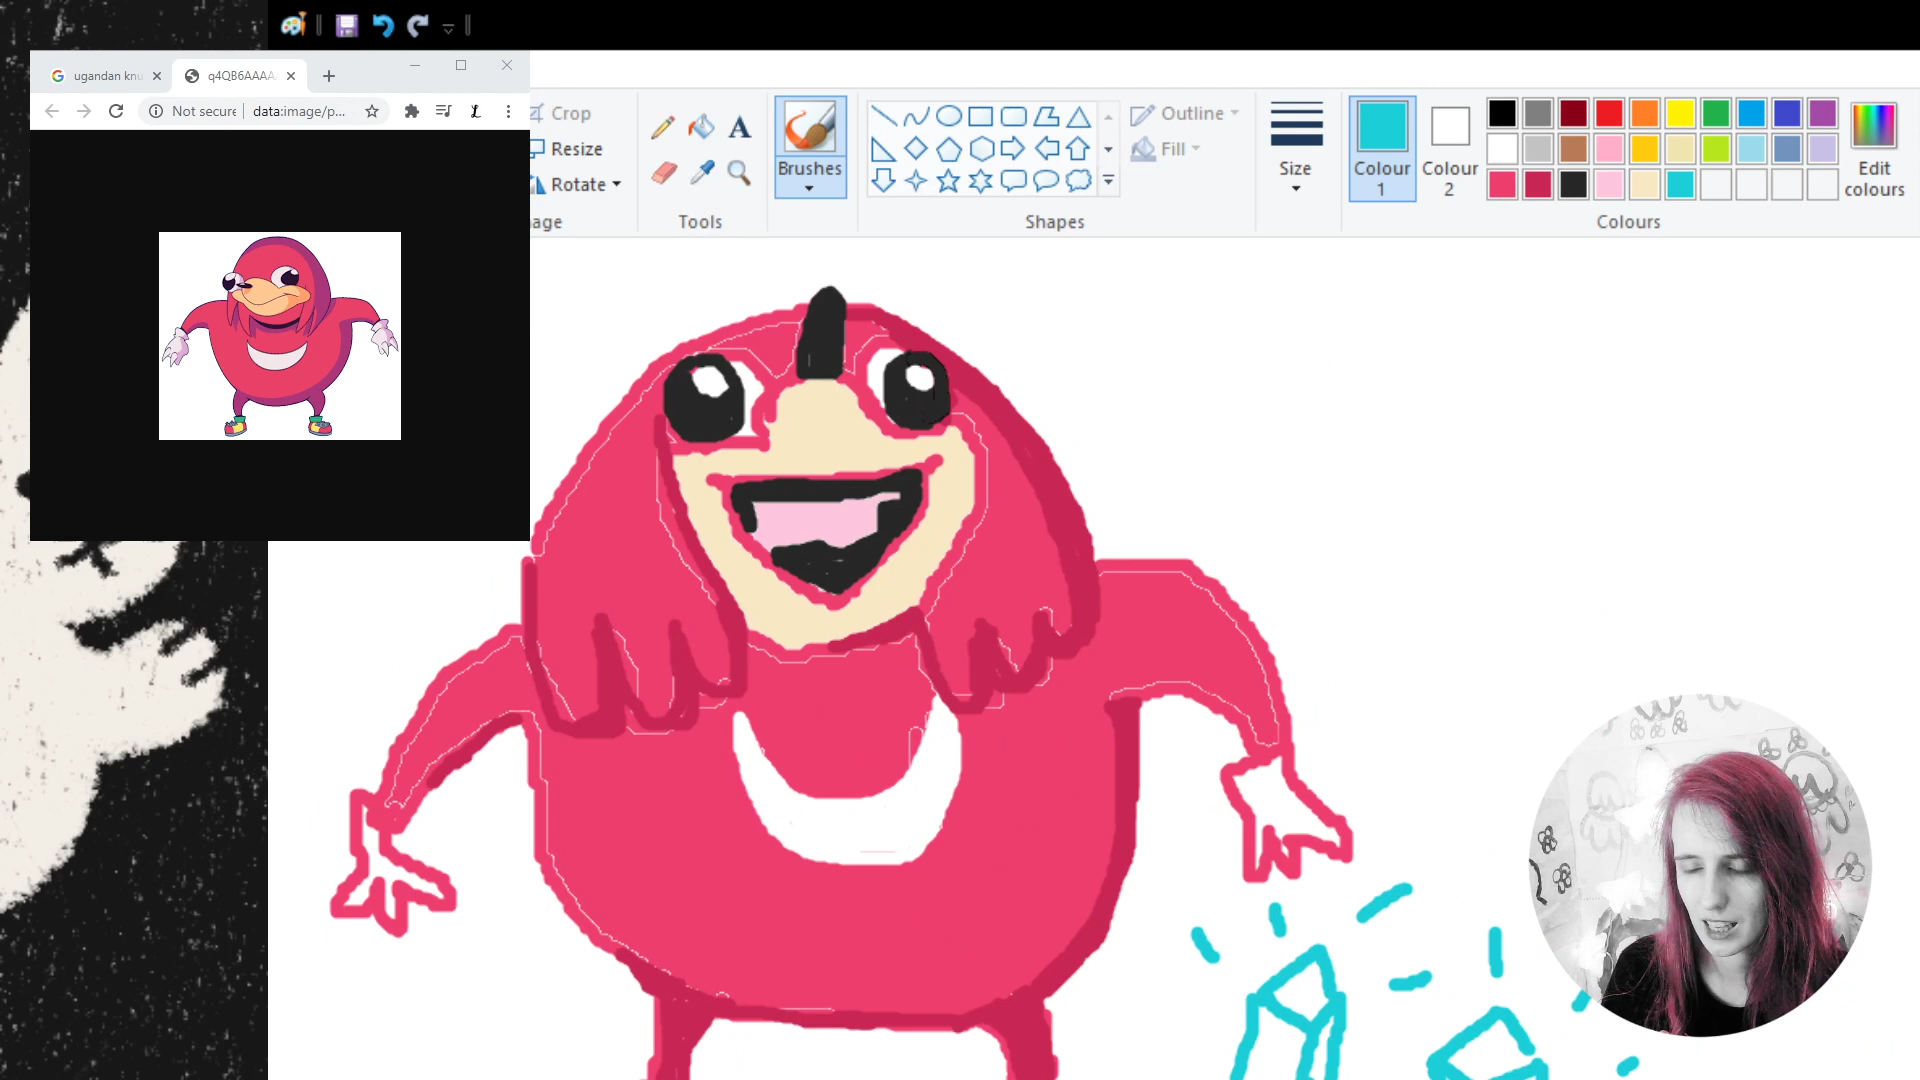 ugandan knu
q4QB6AAAA
Not secure
data:image/p...
Crop
Resize
Rotate
age
Tools
Brushes
Shapes
Outline
Fill
Size
Colour
1
Colour
2
Edit
colours
Colours